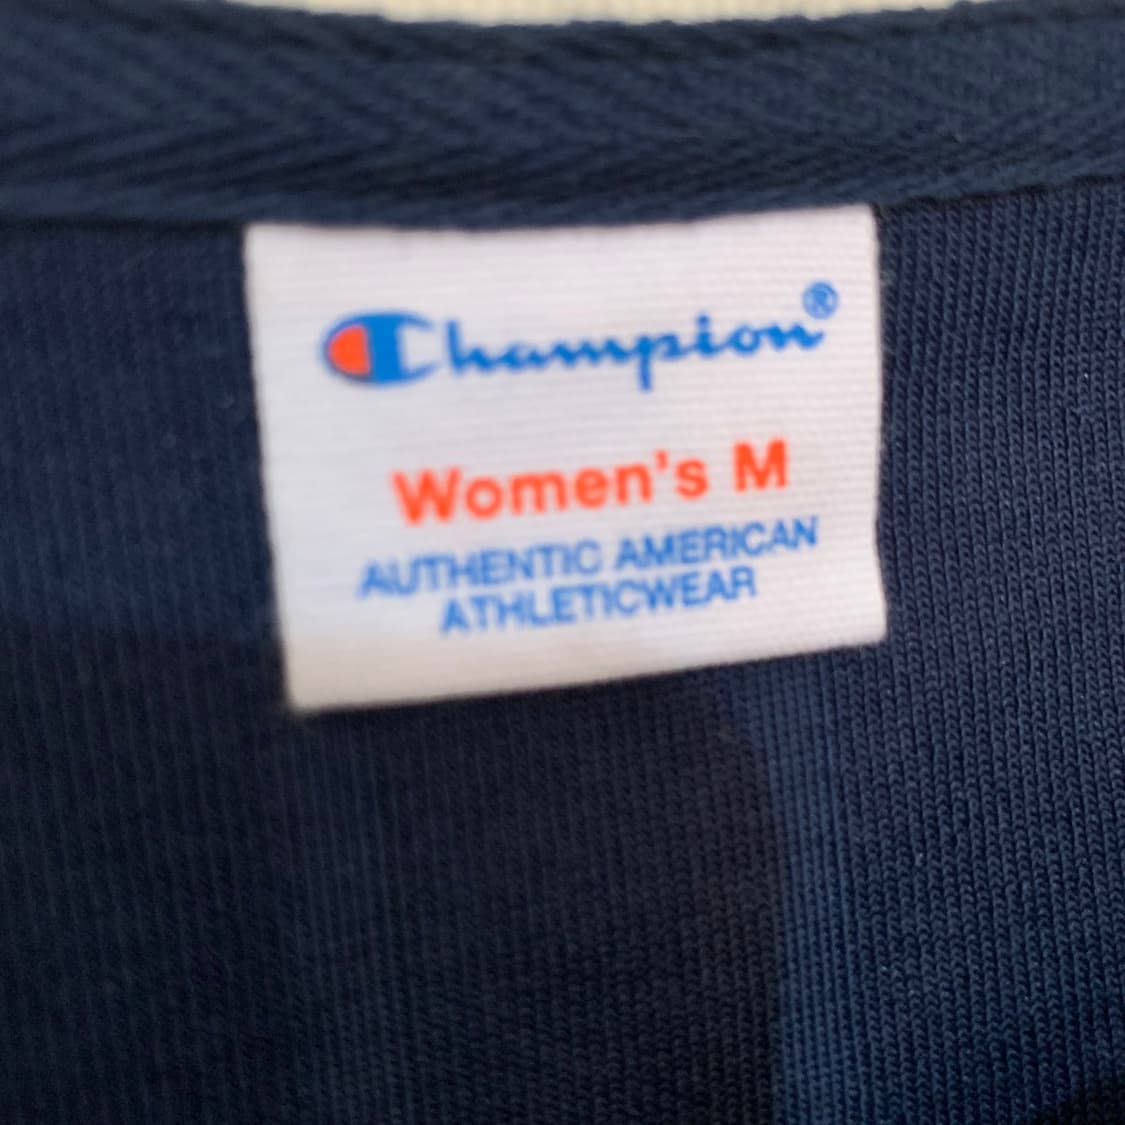 Champion®
Women's M
AUTHENTIC AMERICAN
ATHLETICWEAR